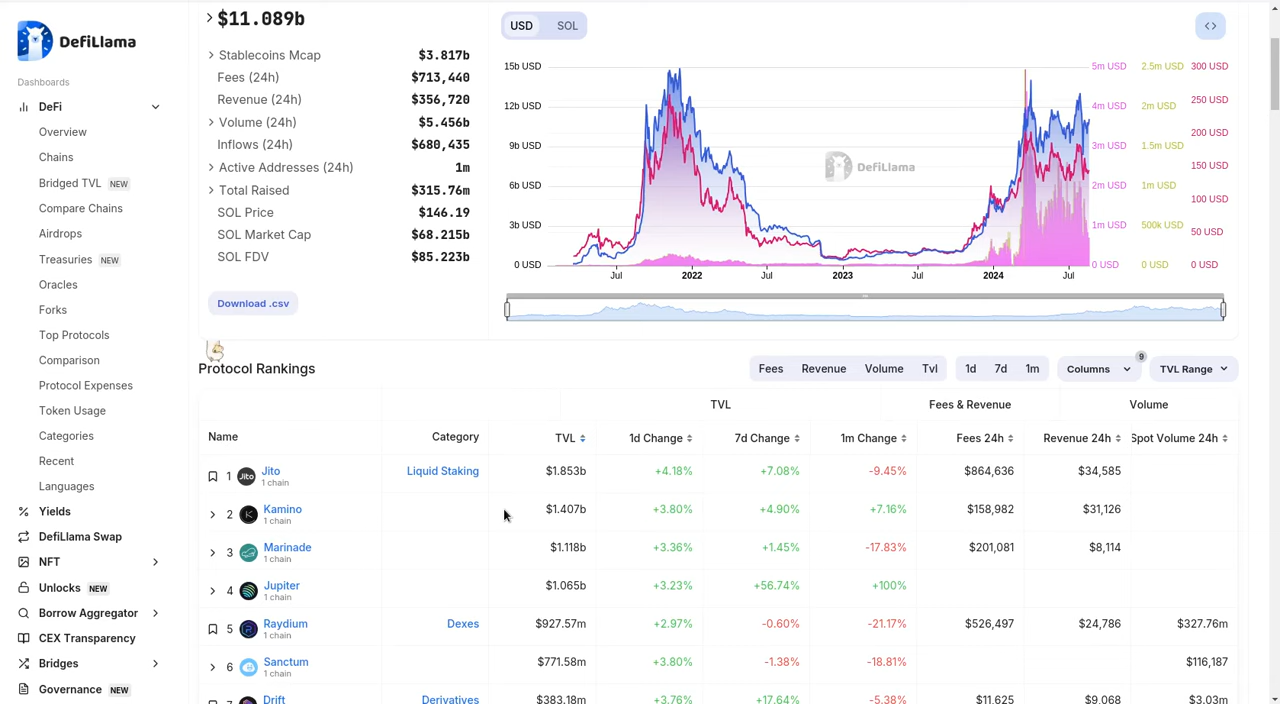 DefiLlama
Dashboards
DeFi
Overview
Chains
Bridged TVL NEW
Compare Chains
Airdrops
Treasuries NEW
Oracles
Forks
Top Protocols
Comparison
Protocol Expenses
Token Usage
Categories
Recent
Languages
Yields
DefiLlama Swap
NFT
Unlocks NEW
Borrow Aggregator
CEX Transparency
Bridges
Governance NEW
$11.089b
Stablecoins Mcap $3.817b
Fees (24h) $713,440
Revenue (24h) $356,720
Volume (24h) $5.456b
Inflows (24h) $680,435
Active Addresses (24h) 1m
Total Raised $315.76m
SOL Price $146.19
SOL Market Cap $68.215b
SOL FDV $85.223b
Download .csv
USD SOL
15b USD 5m USD 2.5m USD 300 USD
250 USD
12b USD 4m USD 2m USD
200 USD
9b USD 3m USD 1.5m USD
DefiLlama
150 USD
6b USD 2m USD 1m USD
100 USD
3b USD 1m USD 500k USD
50 USD
0 USD 0 USD 0 USD 0 USD
Jul 2022 Jul 2023 Jul 2024 Jul
Protocol Rankings
Fees Revenue Volume Tvl 1d 7d 1m Columns 9 TVL Range
TVL Fees & Revenue Volume
Name Category TVL 1d Change 7d Change 1m Change Fees 24h Revenue 24h Spot Volume 24h
1 Jito Jito Liquid Staking $1.853b +4.18% +7.08% -9.45% $864,636 $34,585
1 chain
2 Kamino $1.407b +3.80% +4.90% +7.16% $158,982 $31,126
1 chain
3 Marinade $1.118b +3.36% +1.45% -17.83% $201,081 $8,114
1 chain
4 Jupiter $1.065b +3.23% +56.74% +100%
1 chain
5 Raydium Dexes $927.57m +2.97% -0.60% -21.17% $526,497 $24,786 $327.76m
1 chain
6 Sanctum $771.58m +3.80% -1.38% -18.81% $116,187
1 chain
7 Drift Derivatives $383.18m +3.76% +17.64% -5.38% $11,625 $9,068 $3.03m